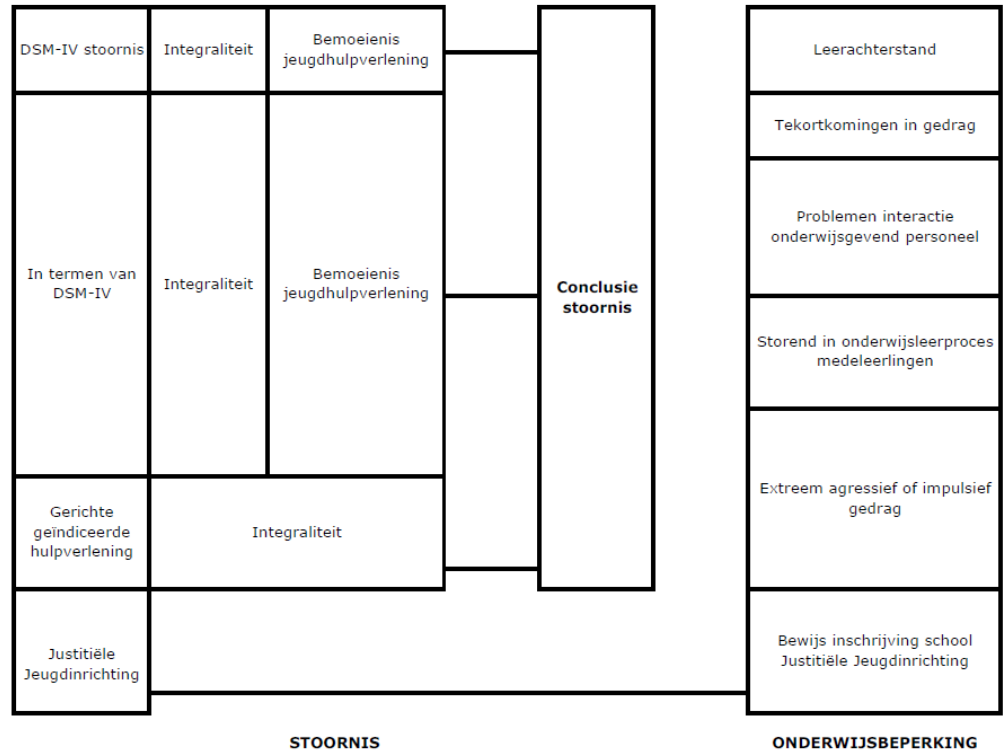 DSM-IV stoornis
Integraliteit
Bemoeienis
jeugdhulpverlening
Leerachterstand
Tekortkomingen in gedrag
Problemen interactie
onderwijsgevend personeel
In termen van
DSM-IV
Integraliteit
Bemoeienis
jeugdhulpverlening
Conclusie
stoornis
Storend in onderwijsleerproces
medeleerlingen
Extreem agressief of impulsief
gedrag
Gerichte
geïndiceerde
hulpverlening
Integraliteit
Justitiële
Jeugdinrichting
Bewijs inschrijving school
Justitiële Jeugdinrichting
STOORNIS
ONDERWIJSBEPERKING